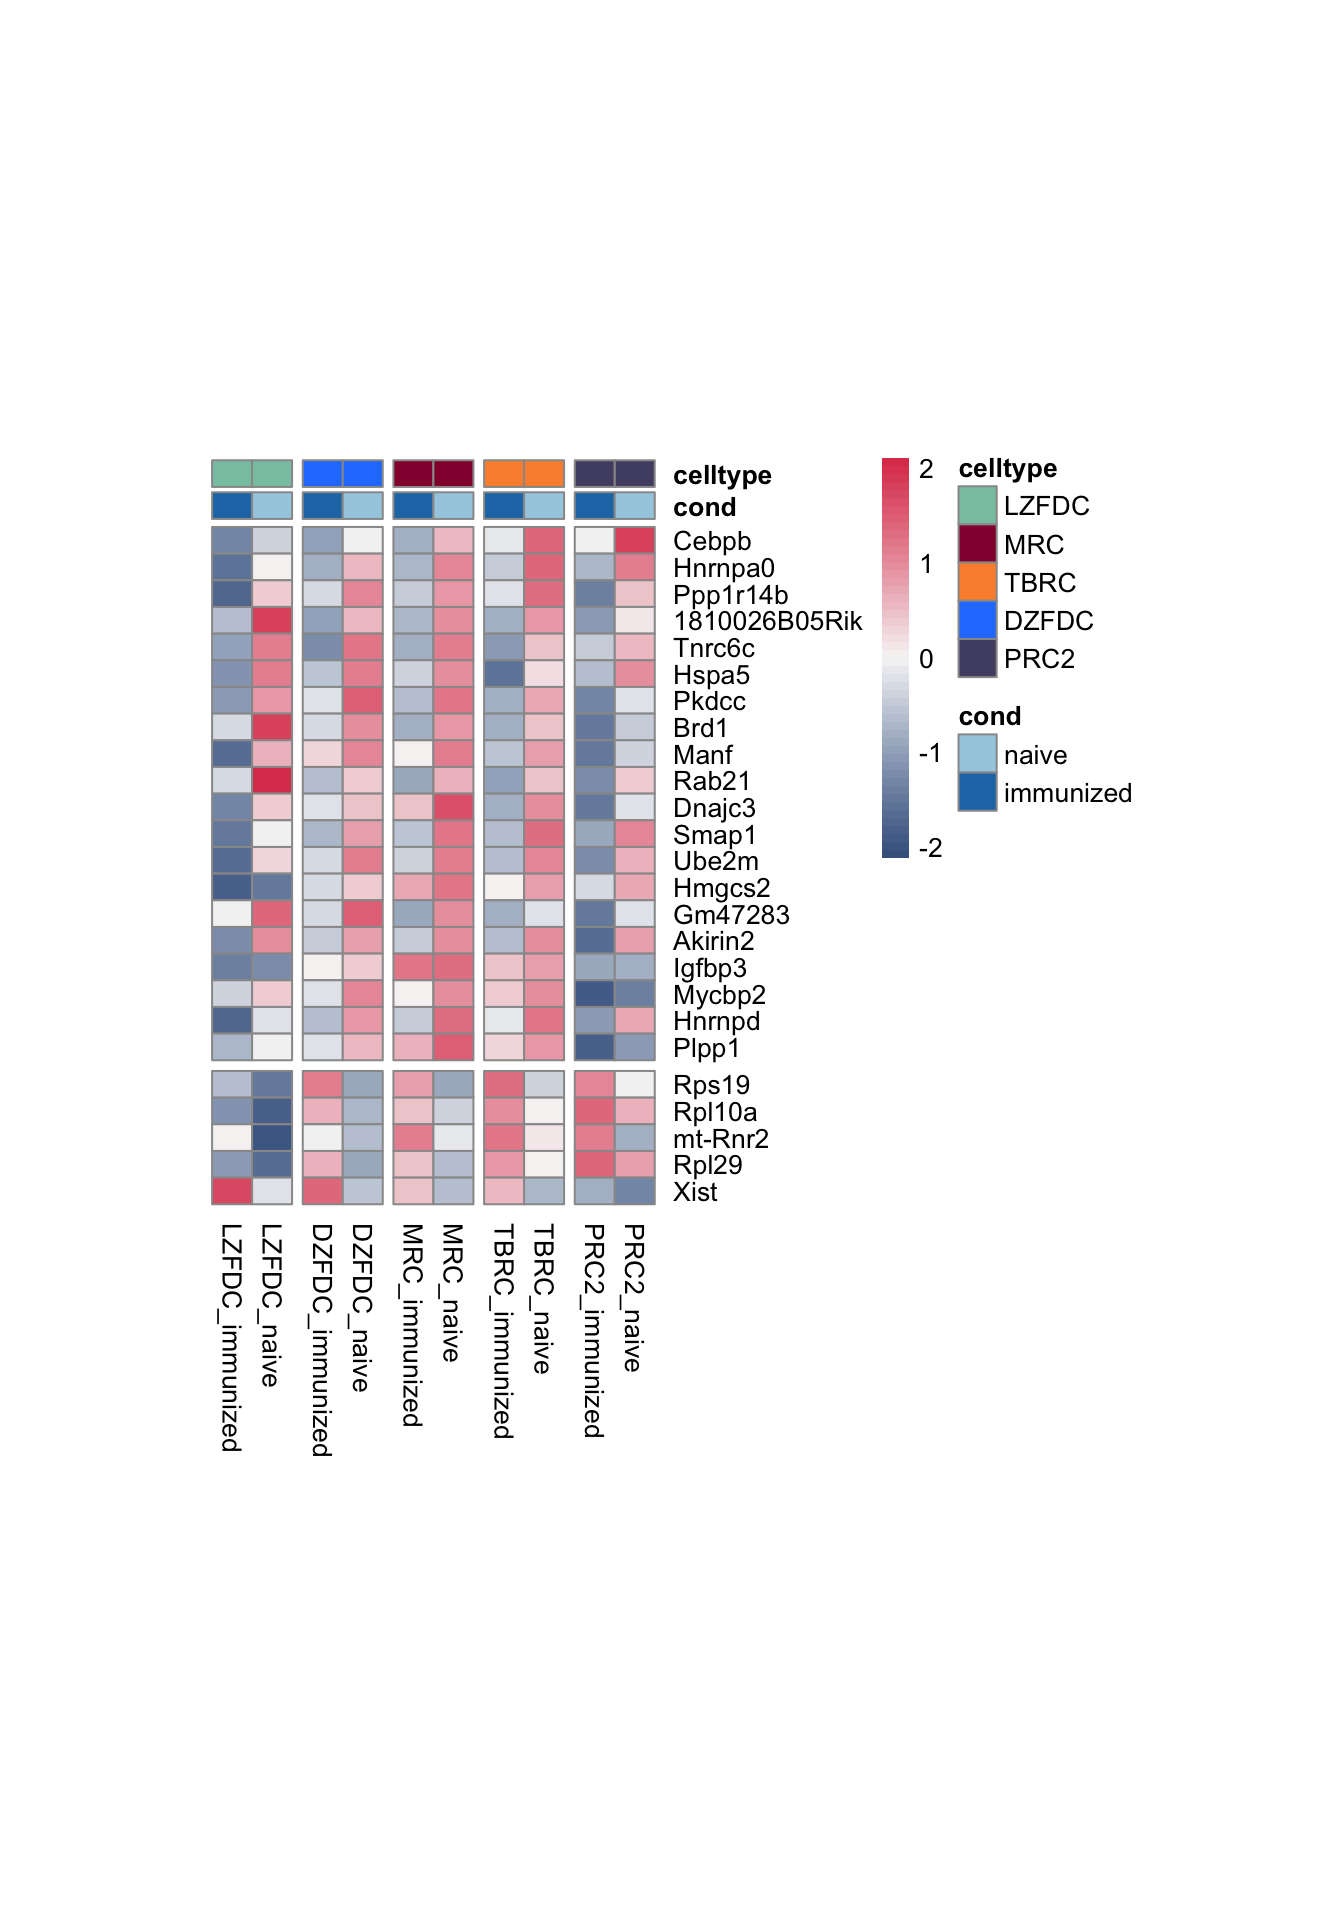 celltype
cond
Cebpb
Hnrnpa0
Ppp1r14b
1810026B05Rik
Tnrc6c
Hspa5
Pkdcc
Brd1
Manf
Rab21
Dnajc3
Smap1
Ube2m
Hmgcs2
Gm47283
Akirin2
Igfbp3
Mycbp2
Hnrnpd
Plpp1
Rps19
Rpl10a
mt-Rnr2
Rpl29
Xist
LZFDC_immunized
LZFDC_naive
DZFDC_immunized
DZFDC_naive
MRC_immunized
MRC_naive
TBRC_immunized
TBRC_naive
PRC2_immunized
PRC2_naive
2
1
0
-1
-2
celltype
LZFDC
MRC
TBRC
DZFDC
PRC2
cond
naive
immunized